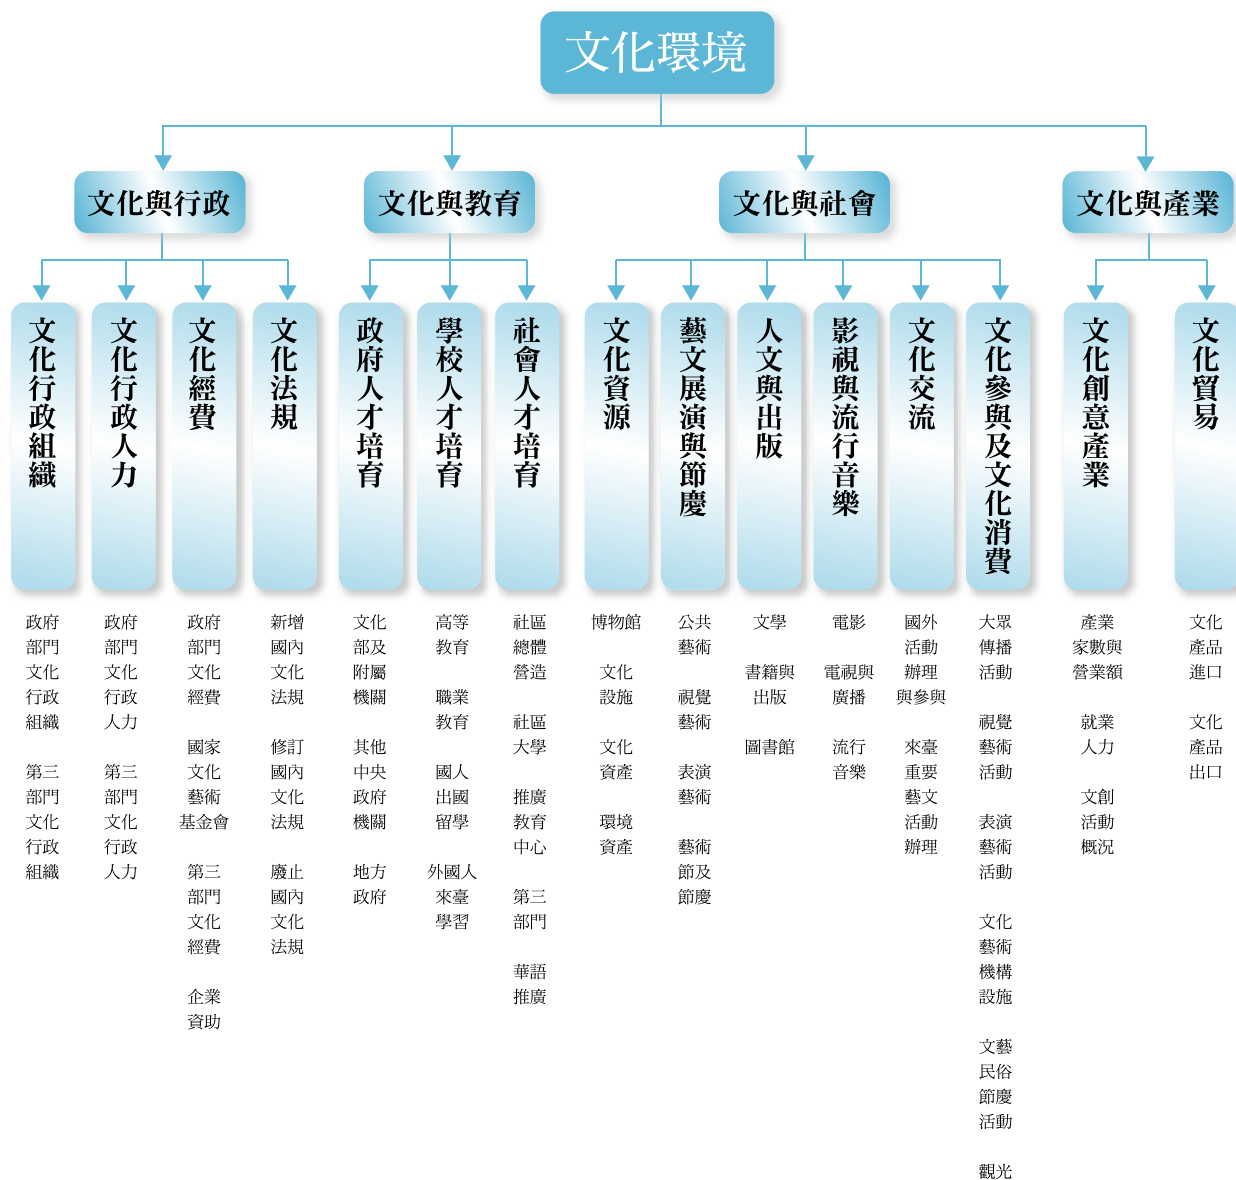 文化環境
文化與行政
文化與教育
文化與社會
文化與產業
文化行政組織
文化行政人力
文化經費
文化法規
政府人才培育
學校人才培育
社會人才培育
文化資源
藝文展演與節慶
人文與出版
影視與流行音樂
文化交流
文化參與及文化消費
文化創意產業
文化貿易
政府
部門
文化
行政
組織
第三
部門
文化
行政
組織
政府
部門
文化
行政
人力
第三
部門
文化
行政
人力
政府
部門
文化
經費
國家
文化
藝術
基金會
第三
部門
文化
經費
企業
資助
新增
國內
文化
法規
修訂
國內
文化
法規
廢止
國內
文化
法規
文化
部及
附屬
機關
其他
中央
政府
機關
地方
政府
高等
教育
職業
教育
國人
出國
留學
外國人
來臺
學習
社區
總體
營造
社區
大學
推廣
教育
中心
第三
部門
華語
推廣
博物館
文化
設施
文化
資產
環境
資產
公共
藝術
視覺
藝術
表演
藝術
藝術
節及
節慶
文學
書籍與
出版
圖書館
電影
電視與
廣播
流行
音樂
國外
活動
辦理
與參與
來臺
重要
藝文
活動
辦理
大眾
傳播
活動
視覺
藝術
活動
表演
藝術
活動
文化
藝術
機構
設施
文藝
民俗
節慶
活動
觀光
產業
家數與
營業額
就業
人力
文創
活動
概況
文化
產品
進口
文化
產品
出口